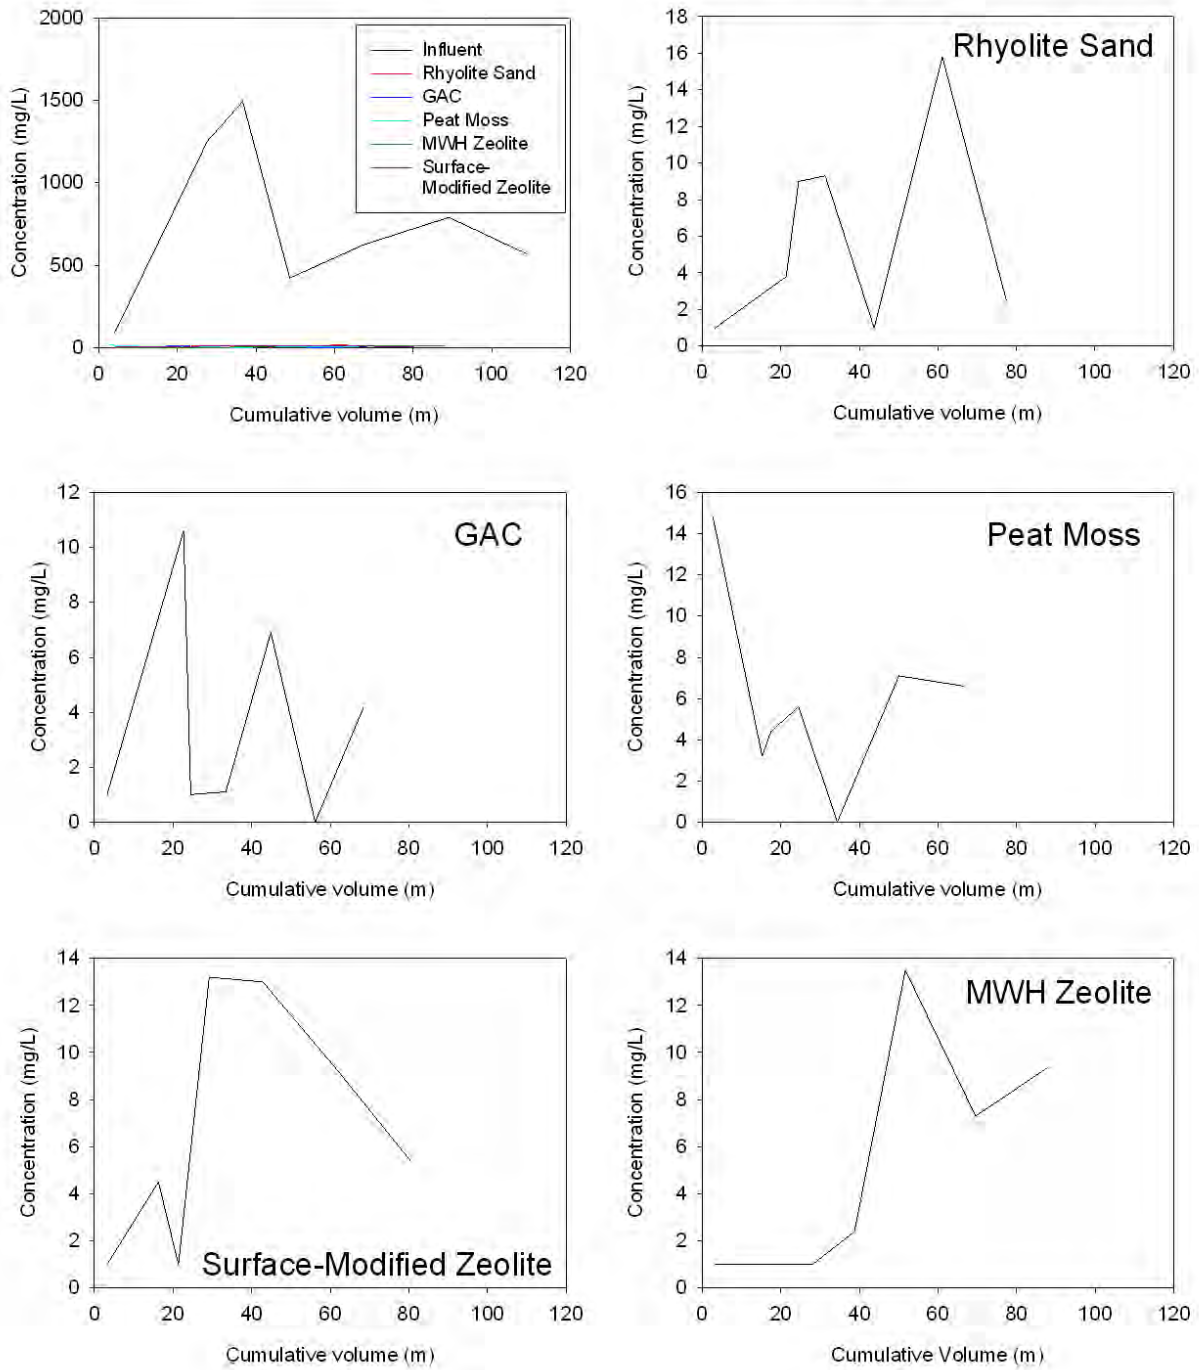 2000
1500
1000
500
0
Concentration (mg/L)
Influent
Rhyolite Sand
GAC
Peat Moss
MWH Zeolite
Surface-
Modified Zeolite
0 20 40 60 80 100 120
Cumulative volume (m)
18
16
14
12
10
8
6
4
2
0
Concentration (mg/L)
Rhyolite Sand
0 20 40 60 80 100 120
Cumulative volume (m)
12
10
8
6
4
2
0
Concentration (mg/L)
GAC
0 20 40 60 80 100 120
Cumulative volume (m)
16
14
12
10
8
6
4
2
0
Concentration (mg/L)
Peat Moss
0 20 40 60 80 100 120
Cumulative volume (m)
14
12
10
8
6
4
2
0
Concentration (mg/L)
Surface-Modified Zeolite
0 20 40 60 80 100 120
Cumulative volume (m)
14
12
10
8
6
4
2
0
Concentration (mg/L)
MWH Zeolite
0 20 40 60 80 100 120
Cumulative Volume (m)